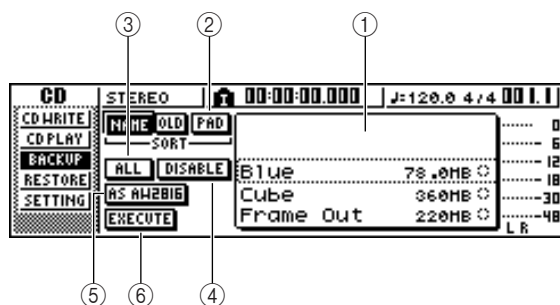 ③ ② ①
CD STEREO 00:00:00.000 ♩=120.0 4/4 001.1
CD WRITE NAME OLD PAD 0
CD PLAY SORT 6
BACKUP ALL DISABLE Blue 78.0MB 12
RESTORE 18
SETTING AS AW2816 Cube 360MB 30
EXECUTE Frame Out 220MB 48
L R
⑤ ⑥ ④